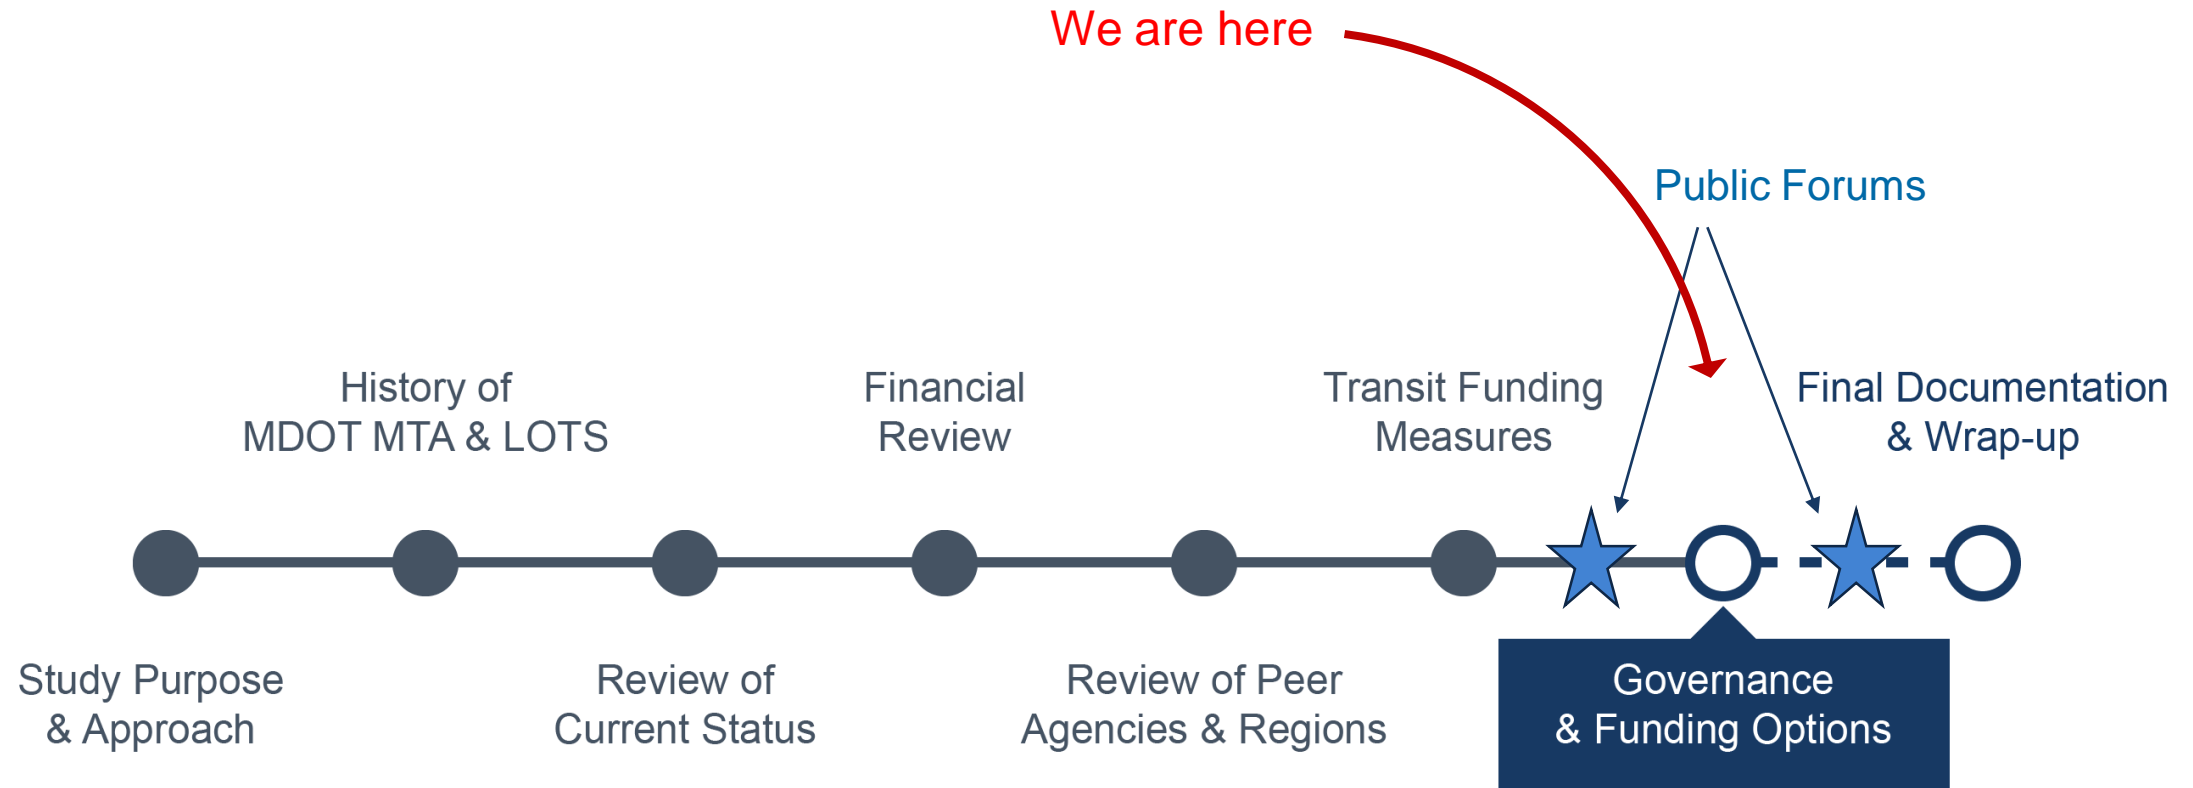 We are here
Public Forums
History of
MDOT MTA & LOTS
Financial
Review
Transit Funding
Measures
Final Documentation
& Wrap-up
Study Purpose
& Approach
Review of
Current Status
Review of Peer
Agencies & Regions
Governance
& Funding Options